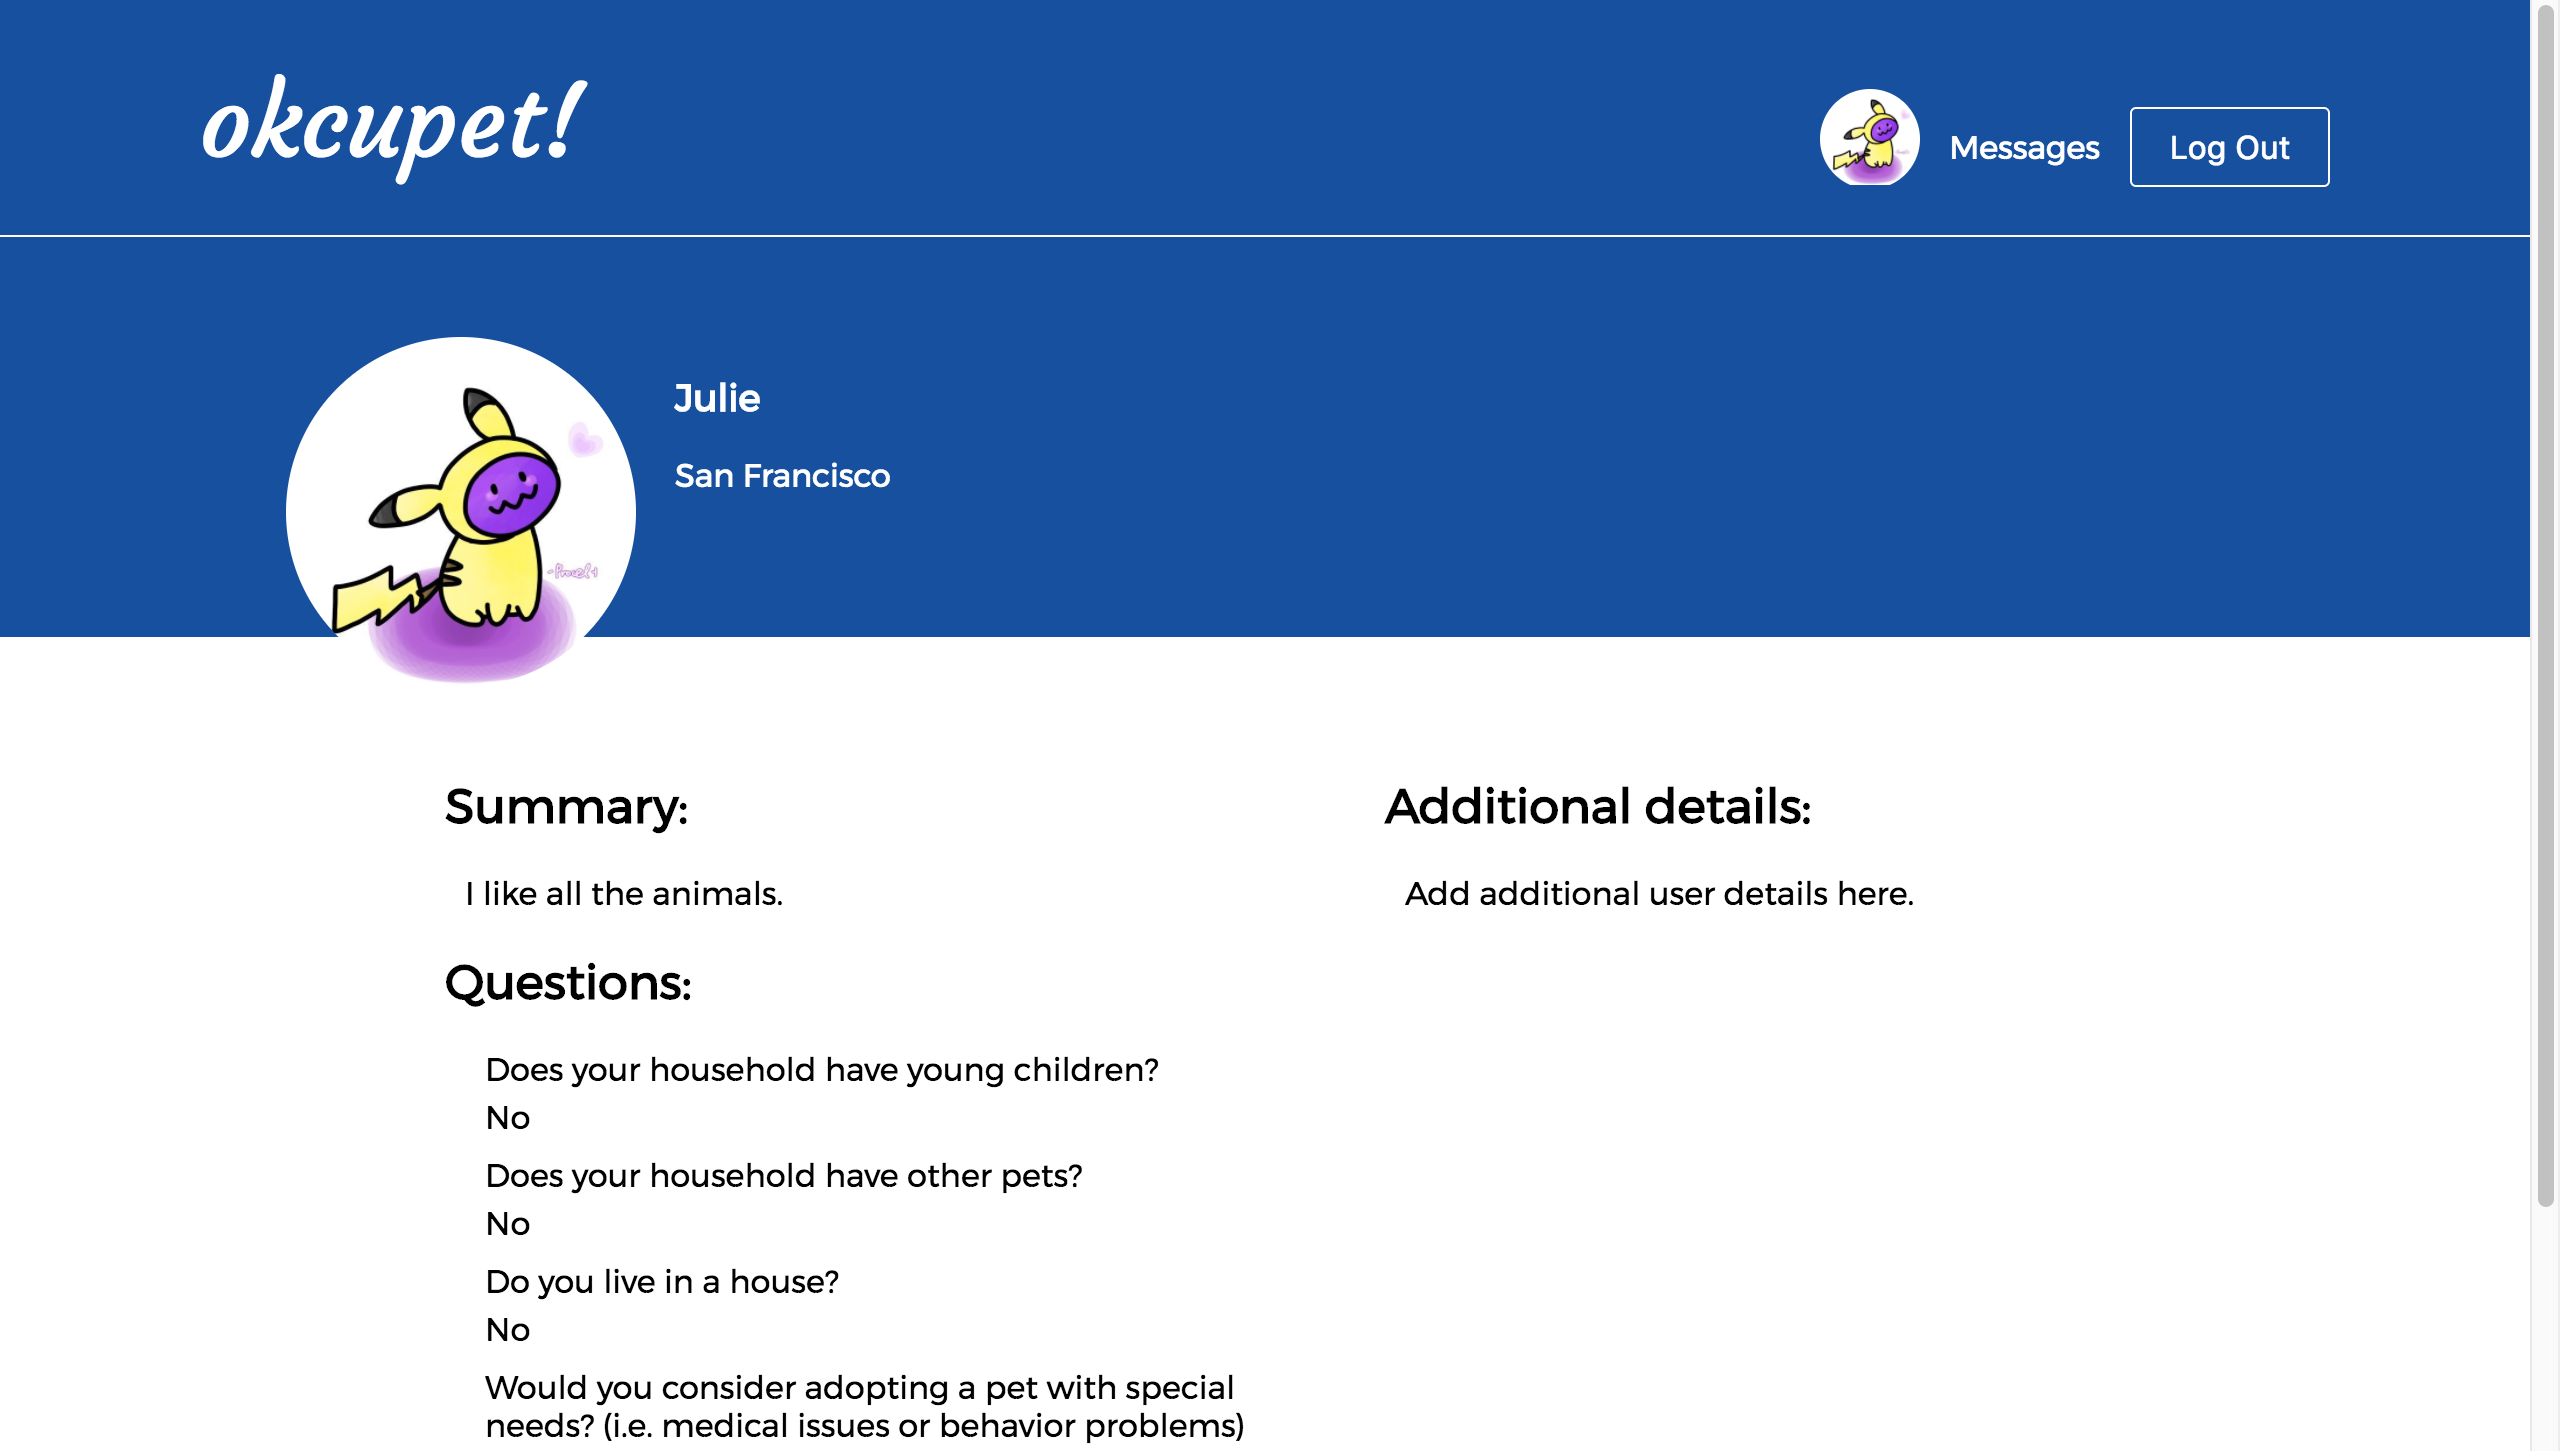 okcupet!
Messages
Log Out
Julie
San Francisco
Summary:
I like all the animals.
Questions:
Does your household have young children?
No
Does your household have other pets?
No
Do you live in a house?
No
Would you consider adopting a pet with special
needs? (i.e. medical issues or behavior problems)
Additional details:
Add additional user details here.